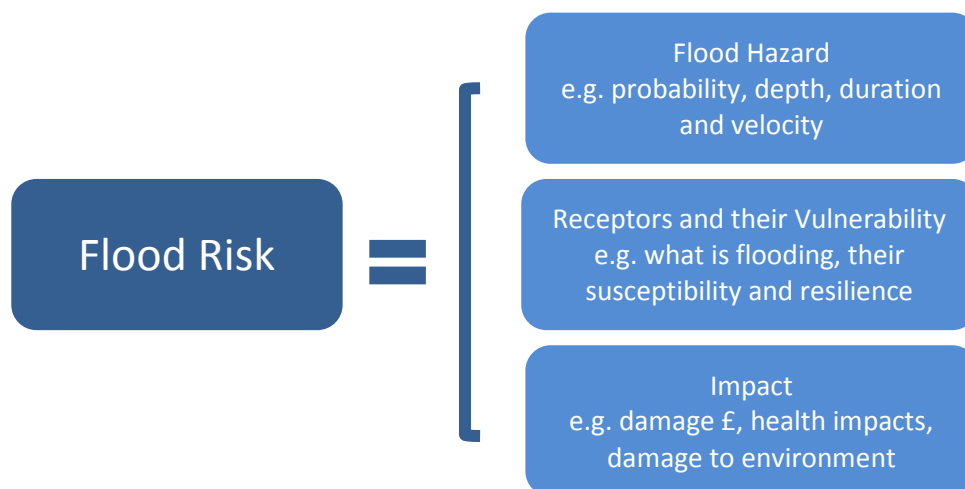 Flood Risk
=
Flood Hazard
e.g. probability, depth, duration
and velocity
Receptors and their Vulnerability
e.g. what is flooding, their
susceptibility and resilience
Impact
e.g. damage £, health impacts,
damage to environment